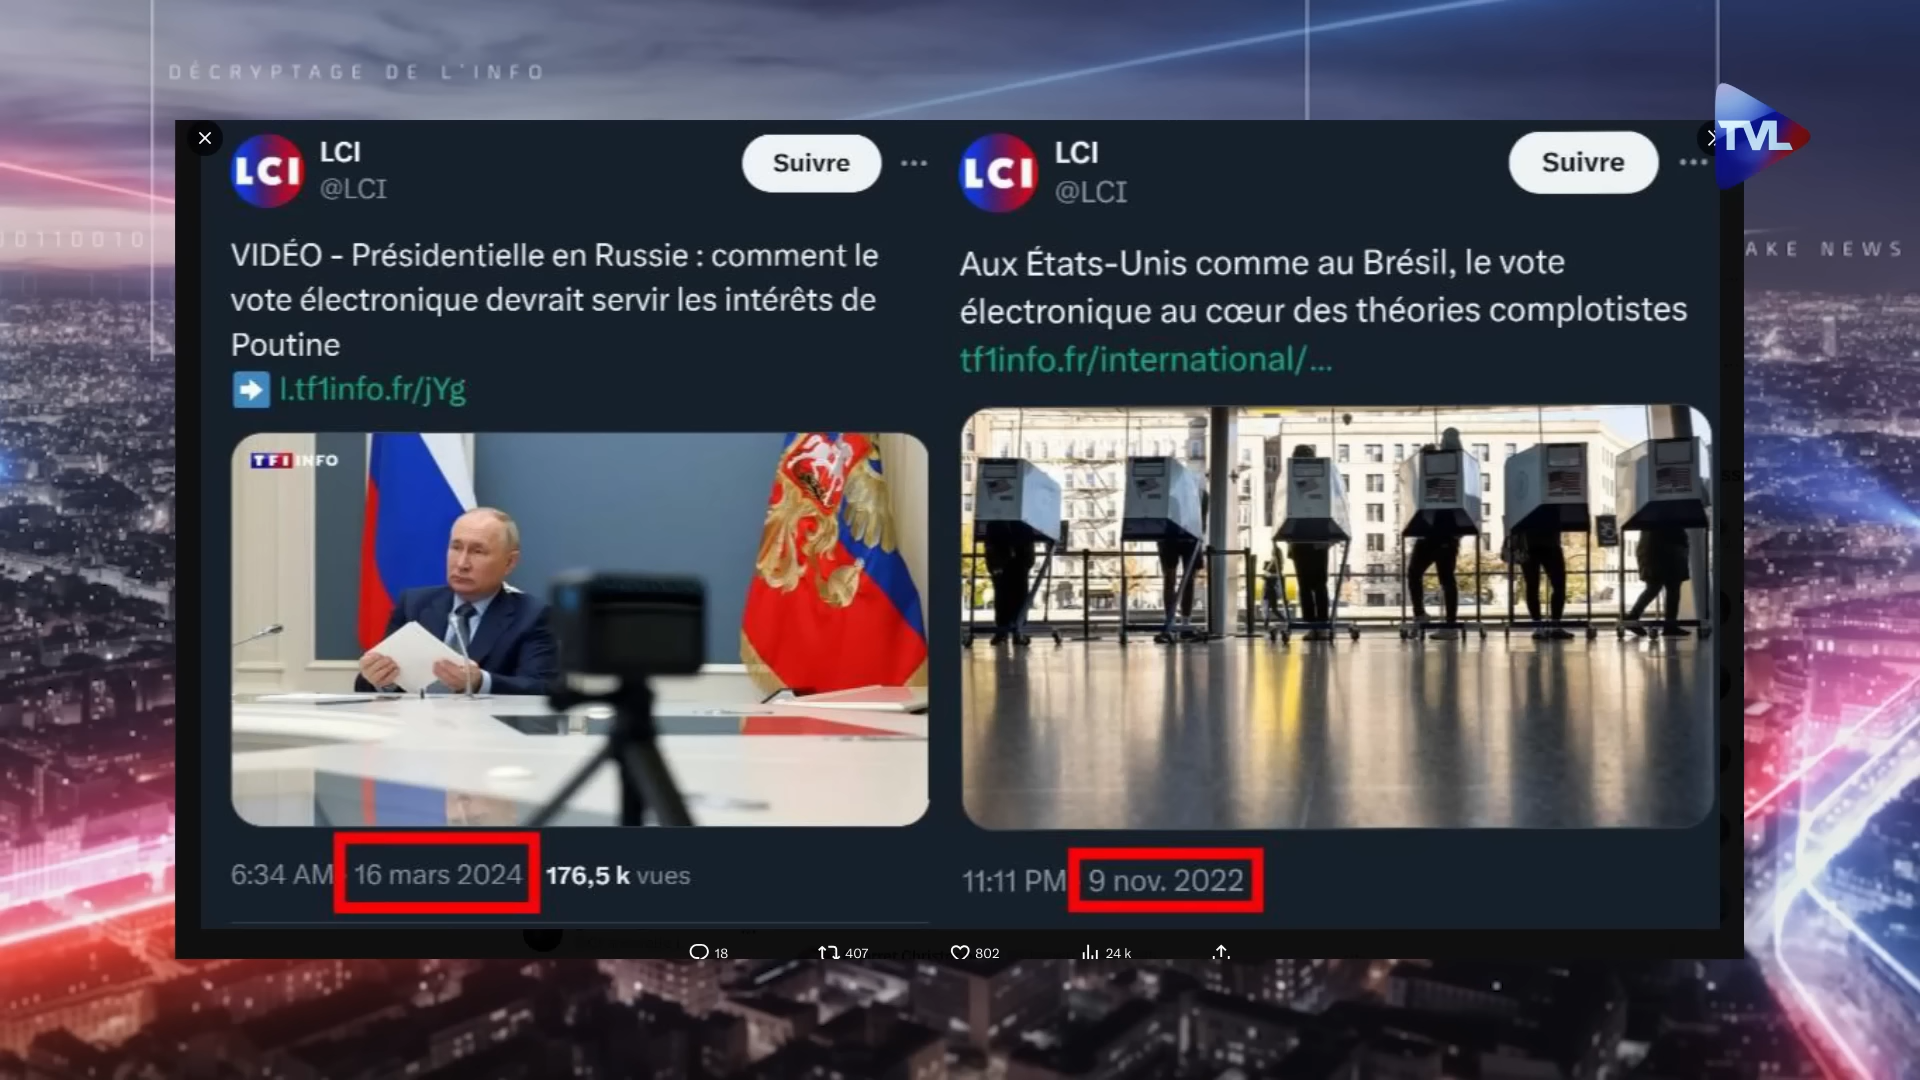 DÉCRYPTAGE DE L'INFO
TVL
LCI
@LCI
Suivre
VIDÉO - Présidentielle en Russie : comment le
vote électronique devrait servir les intérêts de
Poutine
l.tf1info.fr/jYg
TF1 INFO
6:34 AM · 16 mars 2024 · 176,5 k vues
LCI
LCI
@LCI
Suivre
Aux États-Unis comme au Brésil, le vote
électronique au cœur des théories complotistes
tf1info.fr/international/...
11:11 PM · 9 nov. 2022
LCI
18 407 802 24 k
0110010
AKE NEWS